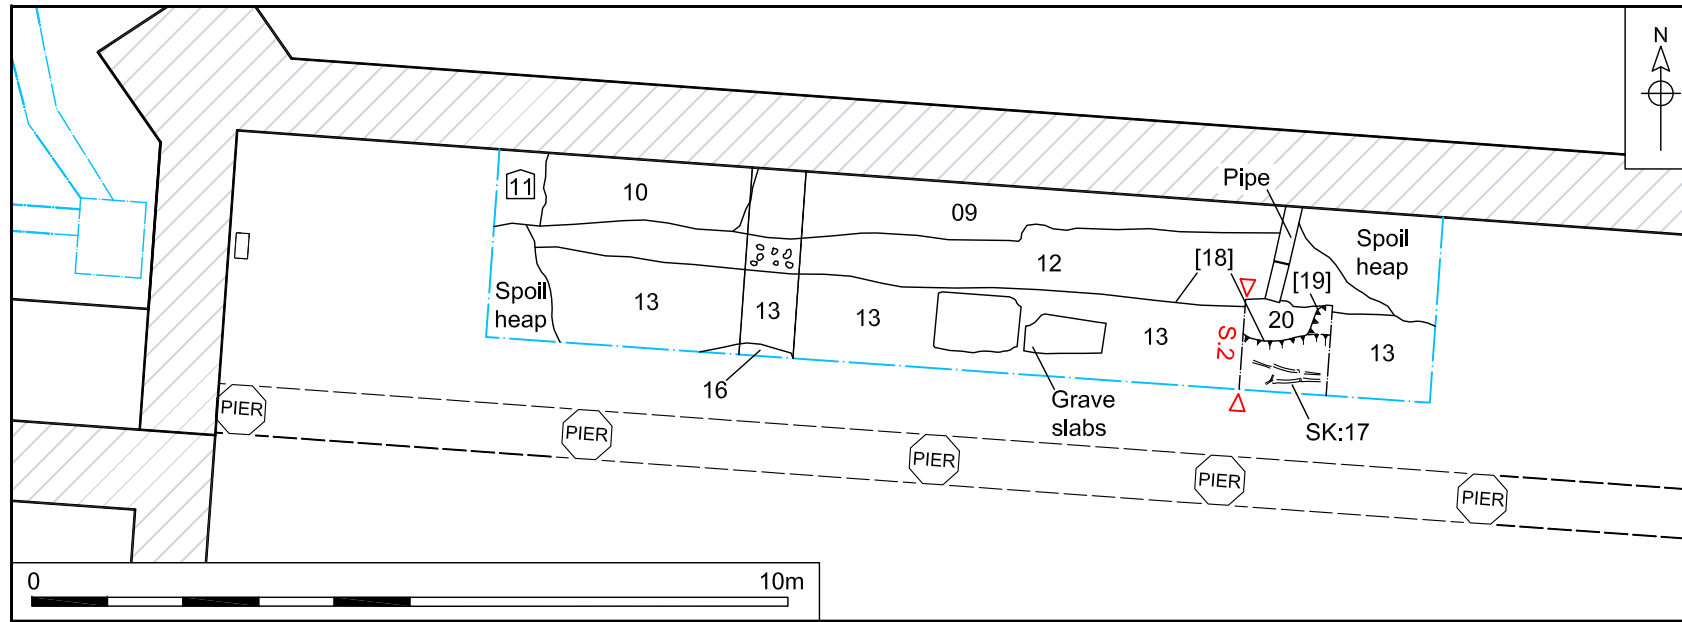 N
Pipe
11
10
09
Spoil
heap
12
[18]
[19]
Spoil
heap
13
13
13
13
20
13
S.2
16
Grave
slabs
SK:17
PIER
PIER
PIER
PIER
PIER
0
10m